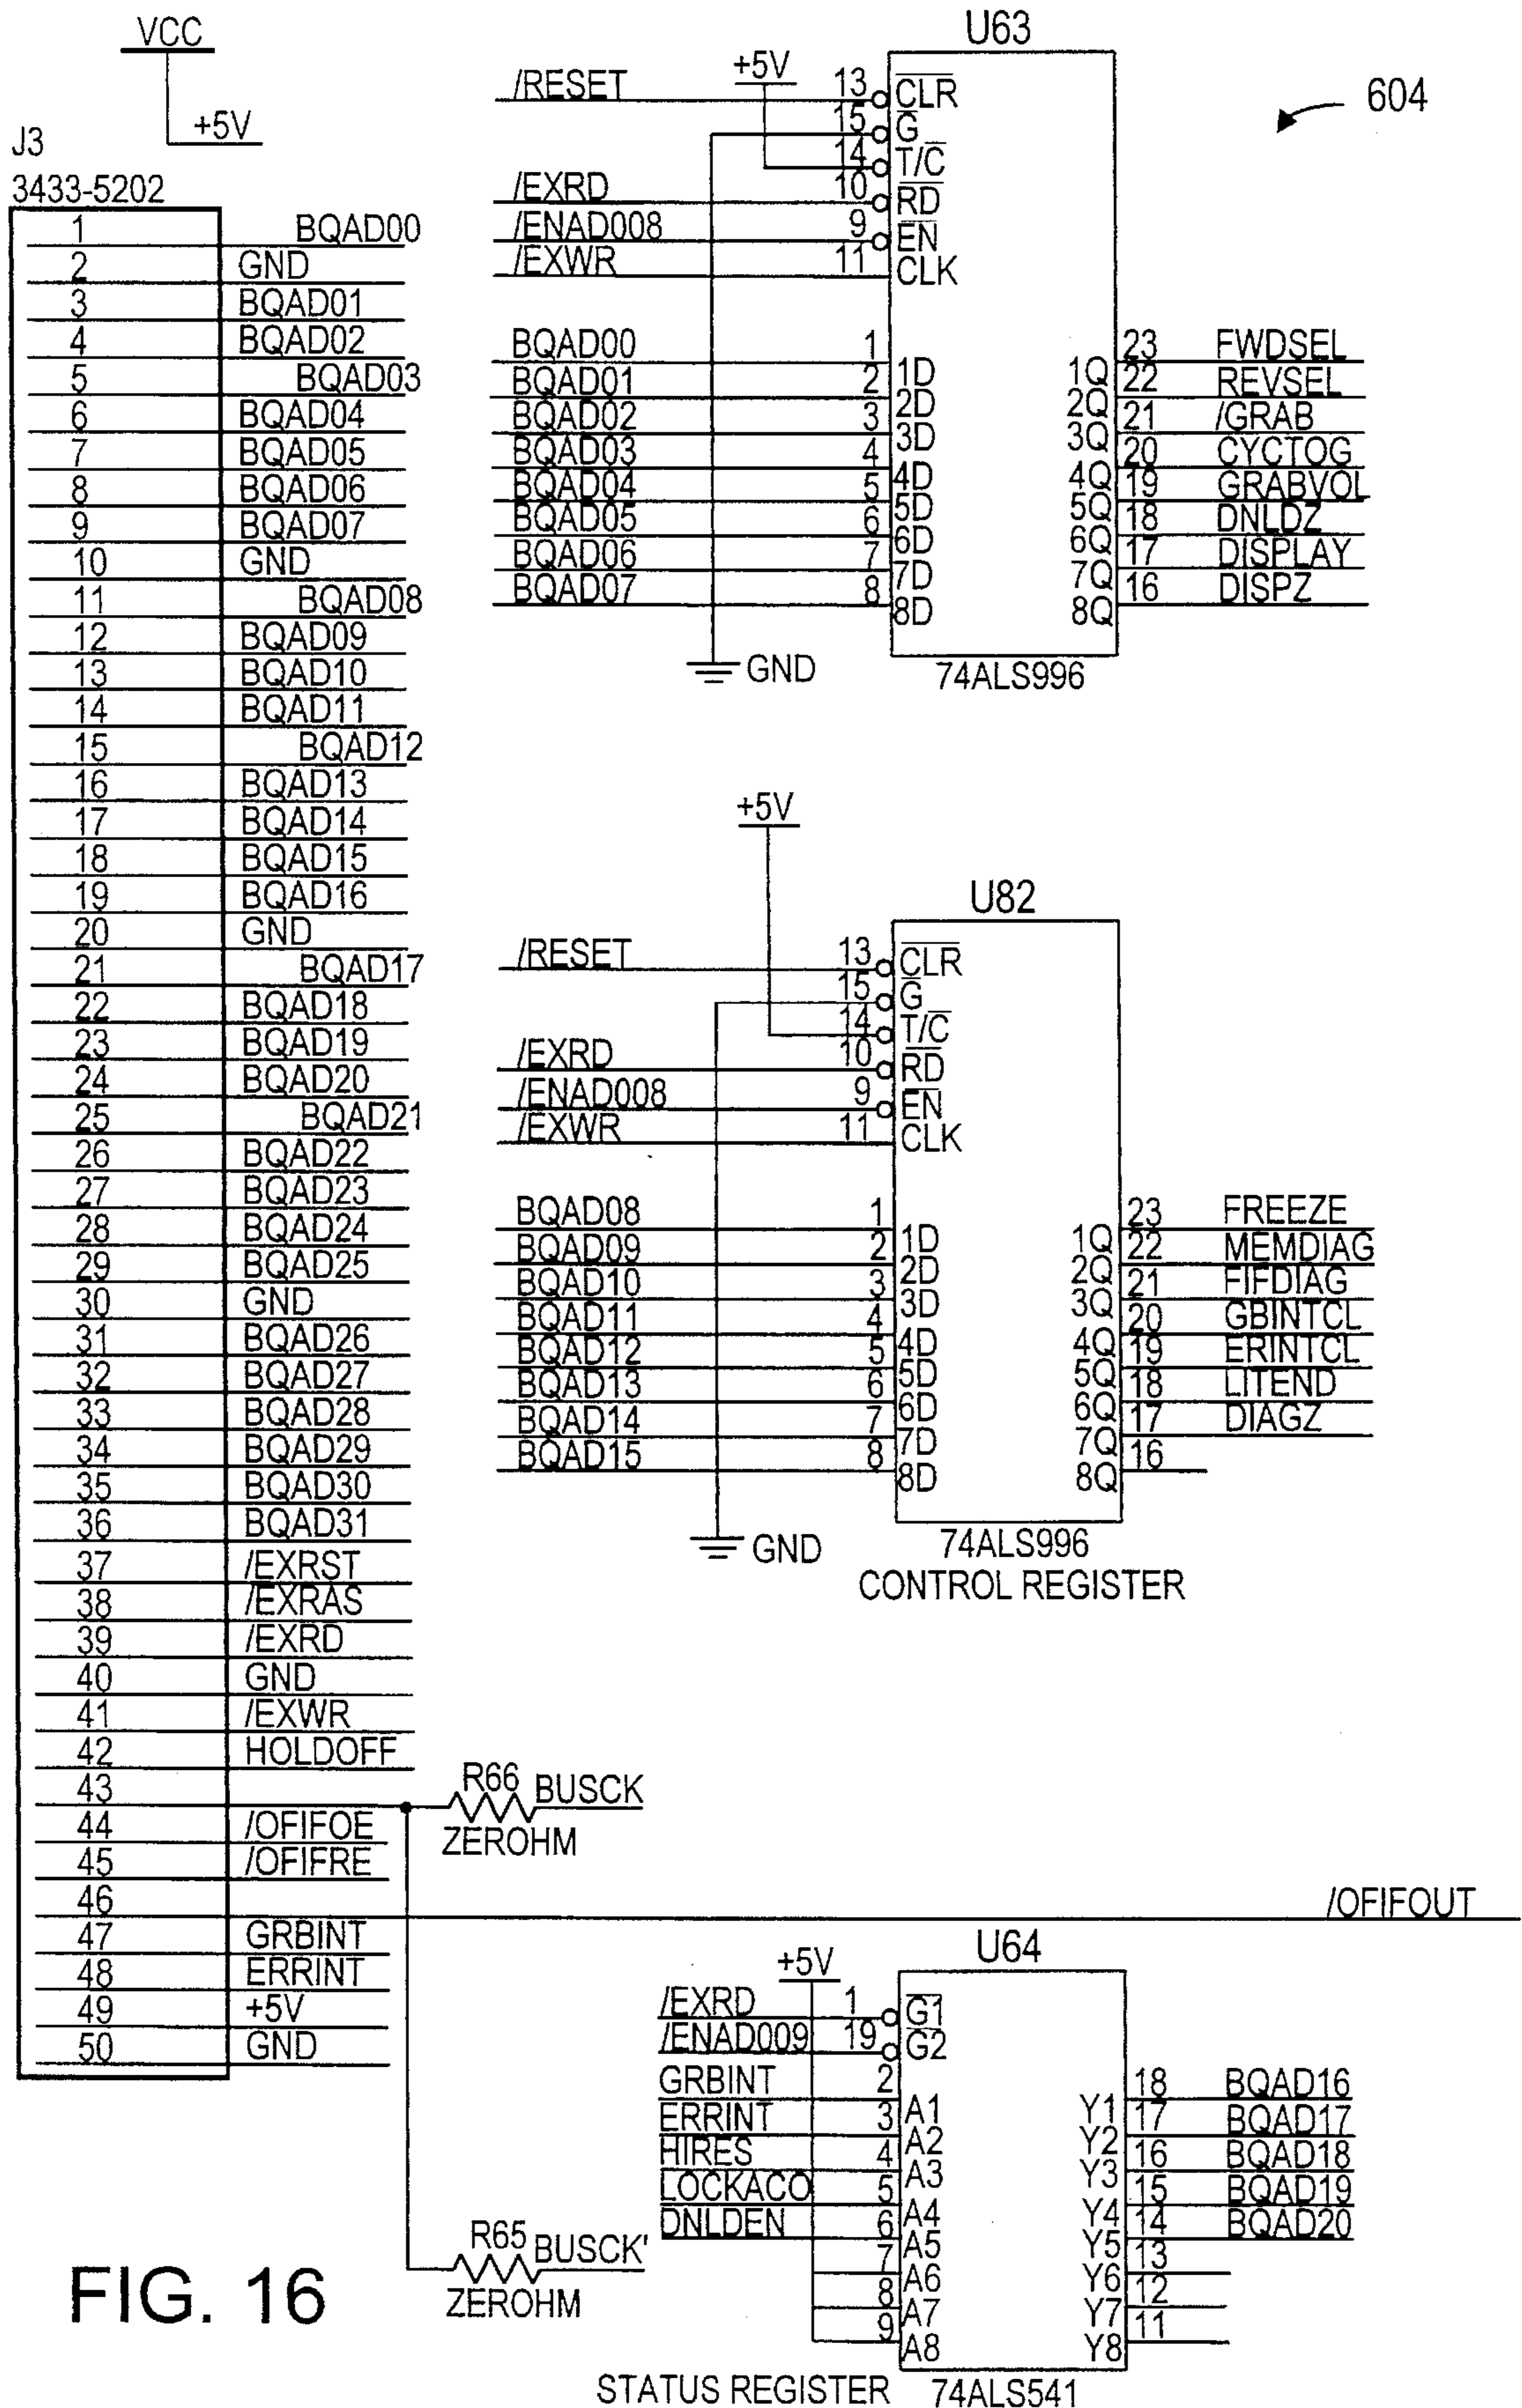 VCC
+5V
J3
3433-5202
1 BQAD00
2 GND
3 BQAD01
4 BQAD02
5 BQAD03
6 BQAD04
7 BQAD05
8 BQAD06
9 BQAD07
10 GND
11 BQAD08
12 BQAD09
13 BQAD10
14 BQAD11
15 BQAD12
16 BQAD13
17 BQAD14
18 BQAD15
19 BQAD16
20 GND
21 BQAD17
22 BQAD18
23 BQAD19
24 BQAD20
25 BQAD21
26 BQAD22
27 BQAD23
28 BQAD24
29 BQAD25
30 GND
31 BQAD26
32 BQAD27
33 BQAD28
34 BQAD29
35 BQAD30
36 BQAD31
37 /EXRST
38 /EXRAS
39 /EXRD
40 GND
41 /EXWR
42 HOLDOFF
43
44 /OFIFOE
45 /OFIFRE
46
47 GRBINT
48 ERRINT
49 +5V
50 GND
R66 BUSCK
ZEROHM
R65 BUSCK'
ZEROHM
/OFIFOUT
U63
604
+5V
/RESET 13 CLR
15 G
14 T/C
/EXRD 10 RD
/ENAD008 9 EN
/EXWR 11 CLK
BQAD00 1 1D 1Q 23 FWDSEL
BQAD01 2 2D 2Q 22 REVSEL
BQAD02 3 3D 3Q 21 /GRAB
BQAD03 4 4D 4Q 20 CYCTOG
BQAD04 5 5D 5Q 19 GRABVOL
BQAD05 6 6D 6Q 18 DNLDZ
BQAD06 7 7D 7Q 17 DISPLAY
BQAD07 8 8D 8Q 16 DISPZ
GND
74ALS996
+5V
U82
/RESET 13 CLR
15 G
14 T/C
/EXRD 10 RD
/ENAD008 9 EN
/EXWR 11 CLK
BQAD08 1 1D 1Q 23 FREEZE
BQAD09 2 2D 2Q 22 MEMDIAG
BQAD10 3 3D 3Q 21 FIFDIAG
BQAD11 4 4D 4Q 20 GBINTCL
BQAD12 5 5D 5Q 19 ERINTCL
BQAD13 6 6D 6Q 18 LITEND
BQAD14 7 7D 7Q 17 DIAGZ
BQAD15 8 8D 8Q 16
GND
74ALS996
CONTROL REGISTER
U64
+5V
/EXRD 1 G1
/ENAD009 19 G2
GRBINT 2 A1 Y1 18 BQAD16
ERRINT 3 A2 Y2 17 BQAD17
HIRES 4 A3 Y3 16 BQAD18
LOCKACO 5 A4 Y4 15 BQAD19
DNLDEN 6 A5 Y5 14 BQAD20
7 A6 Y6 13
8 A7 Y7 12
9 A8 Y8 11
STATUS REGISTER 74ALS541
FIG. 16